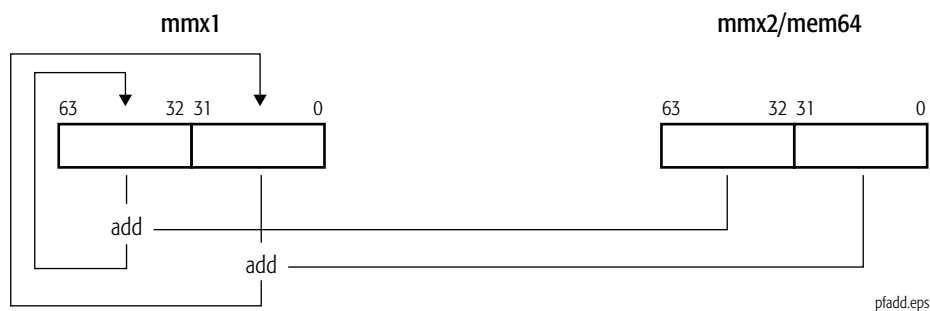 mmx1 mmx2/mem64
63 32 31 0 63 32 31 0
add
add
pfadd.eps